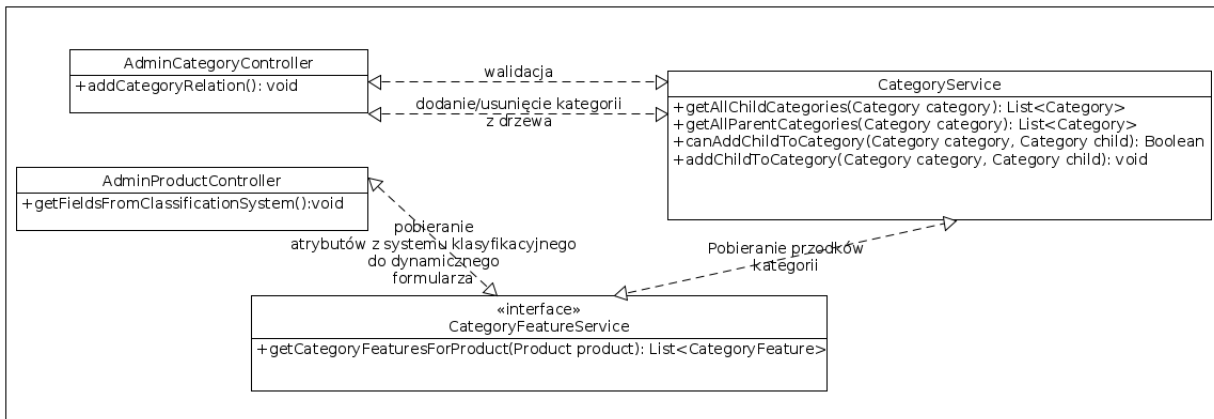 AdminCategoryController
+addCategoryRelation(): void
walidacja
dodanie/usunięcie kategorii
z drzewa
CategoryService
+getAllChildCategories(Category category): List<Category>
+getAllParentCategories(Category category): List<Category>
+canAddChildToCategory(Category category, Category child): Boolean
+addChildToCategory(Category category, Category child): void
AdminProductController
+getFieldsFromClassificationSystem():void
pobieranie
atrybutów z systemu klasyfikacyjnego
do dynamicznego
formularza
Pobieranie przodków
kategorii
«interface»
CategoryFeatureService
+getCategoryFeaturesForProduct(Product product): List<CategoryFeature>